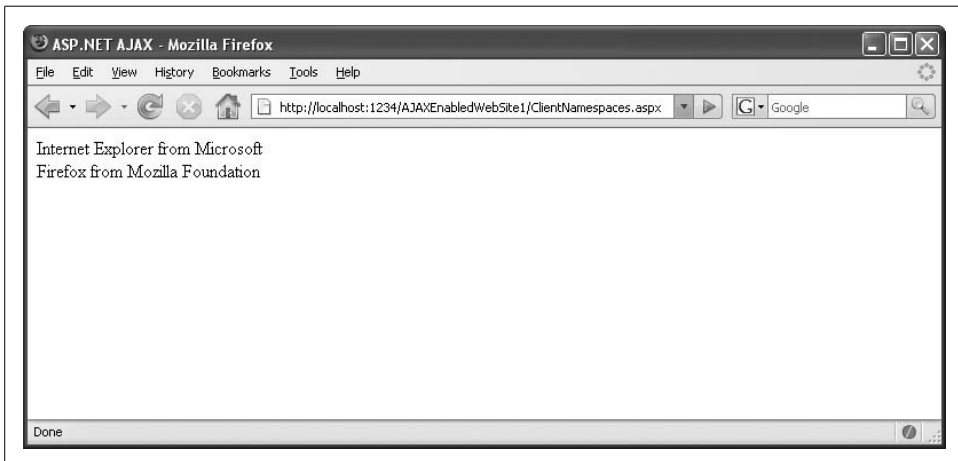 ASP.NET AJAX - Mozilla Firefox
File Edit View History Bookmarks Tools Help
http://localhost:1234/AJAXEnabledWebSite1/ClientNamespaces.aspx G Google
Internet Explorer from Microsoft
Firefox from Mozilla Foundation
Done